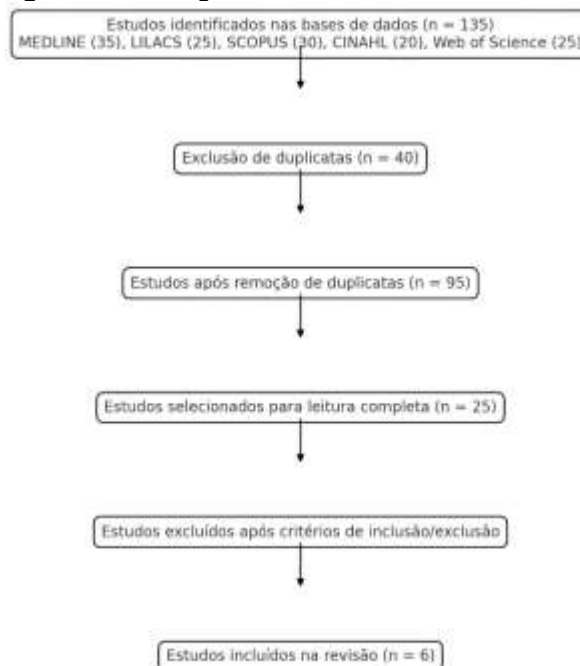 Estudos identificados nas bases de dados (n = 135)
MEDLINE (35), LILACS (25), SCOPUS (30), CINAHL (20), Web of Science (25)
Exclusão de duplicatas (n = 40)
Estudos após remoção de duplicatas (n = 95)
Estudos selecionados para leitura completa (n = 25)
Estudos excluídos após critérios de inclusão/exclusão
Estudos incluídos na revisão (n = 6)